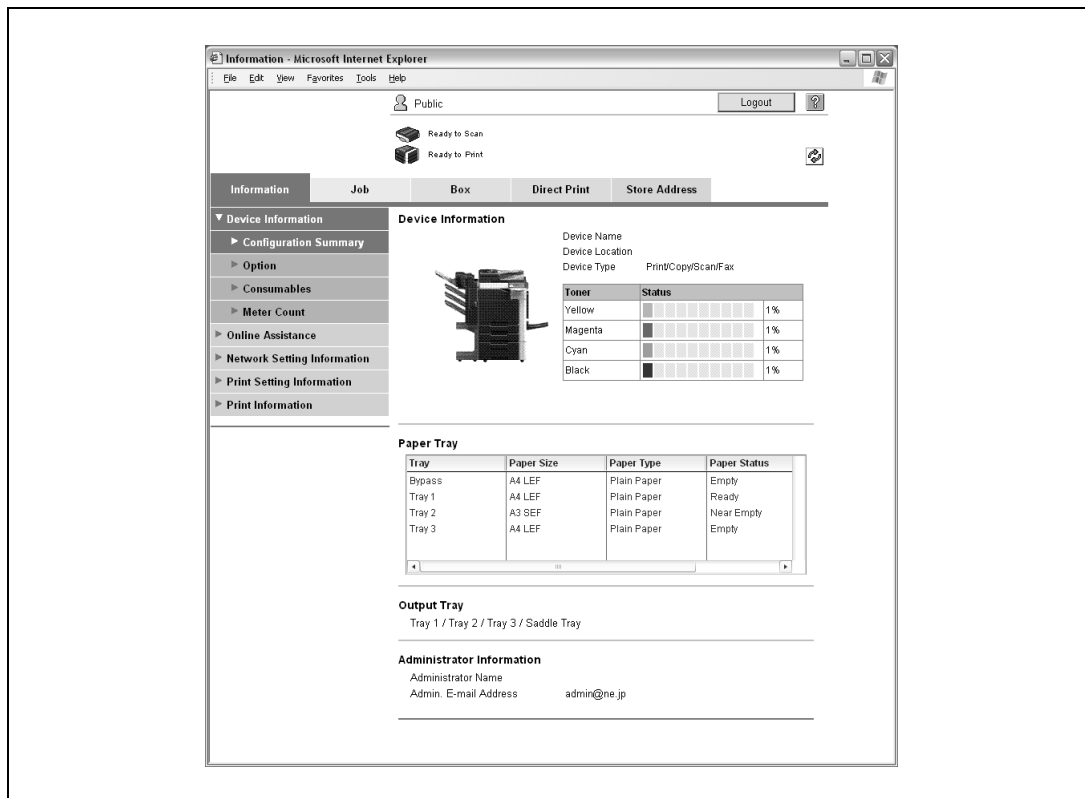 Information - Microsoft Internet Explorer
File Edit View Favorites Tools Help
Public
Logout
?
Ready to Scan
Ready to Print
Information Job Box Direct Print Store Address
Device Information
Configuration Summary
Option
Consumables
Meter Count
Online Assistance
Network Setting Information
Print Setting Information
Print Information
Device Information
Device Name
Device Location
Device Type Print/Copy/Scan/Fax
Toner Status
Yellow 1%
Magenta 1%
Cyan 1%
Black 1%
Paper Tray
Tray Paper Size Paper Type Paper Status
Bypass A4 LEF Plain Paper Empty
Tray 1 A4 LEF Plain Paper Ready
Tray 2 A3 SEF Plain Paper Near Empty
Tray 3 A4 LEF Plain Paper Empty
Output Tray
Tray 1 / Tray 2 / Tray 3 / Saddle Tray
Administrator Information
Administrator Name
Admin. E-mail Address admin@ne.jp